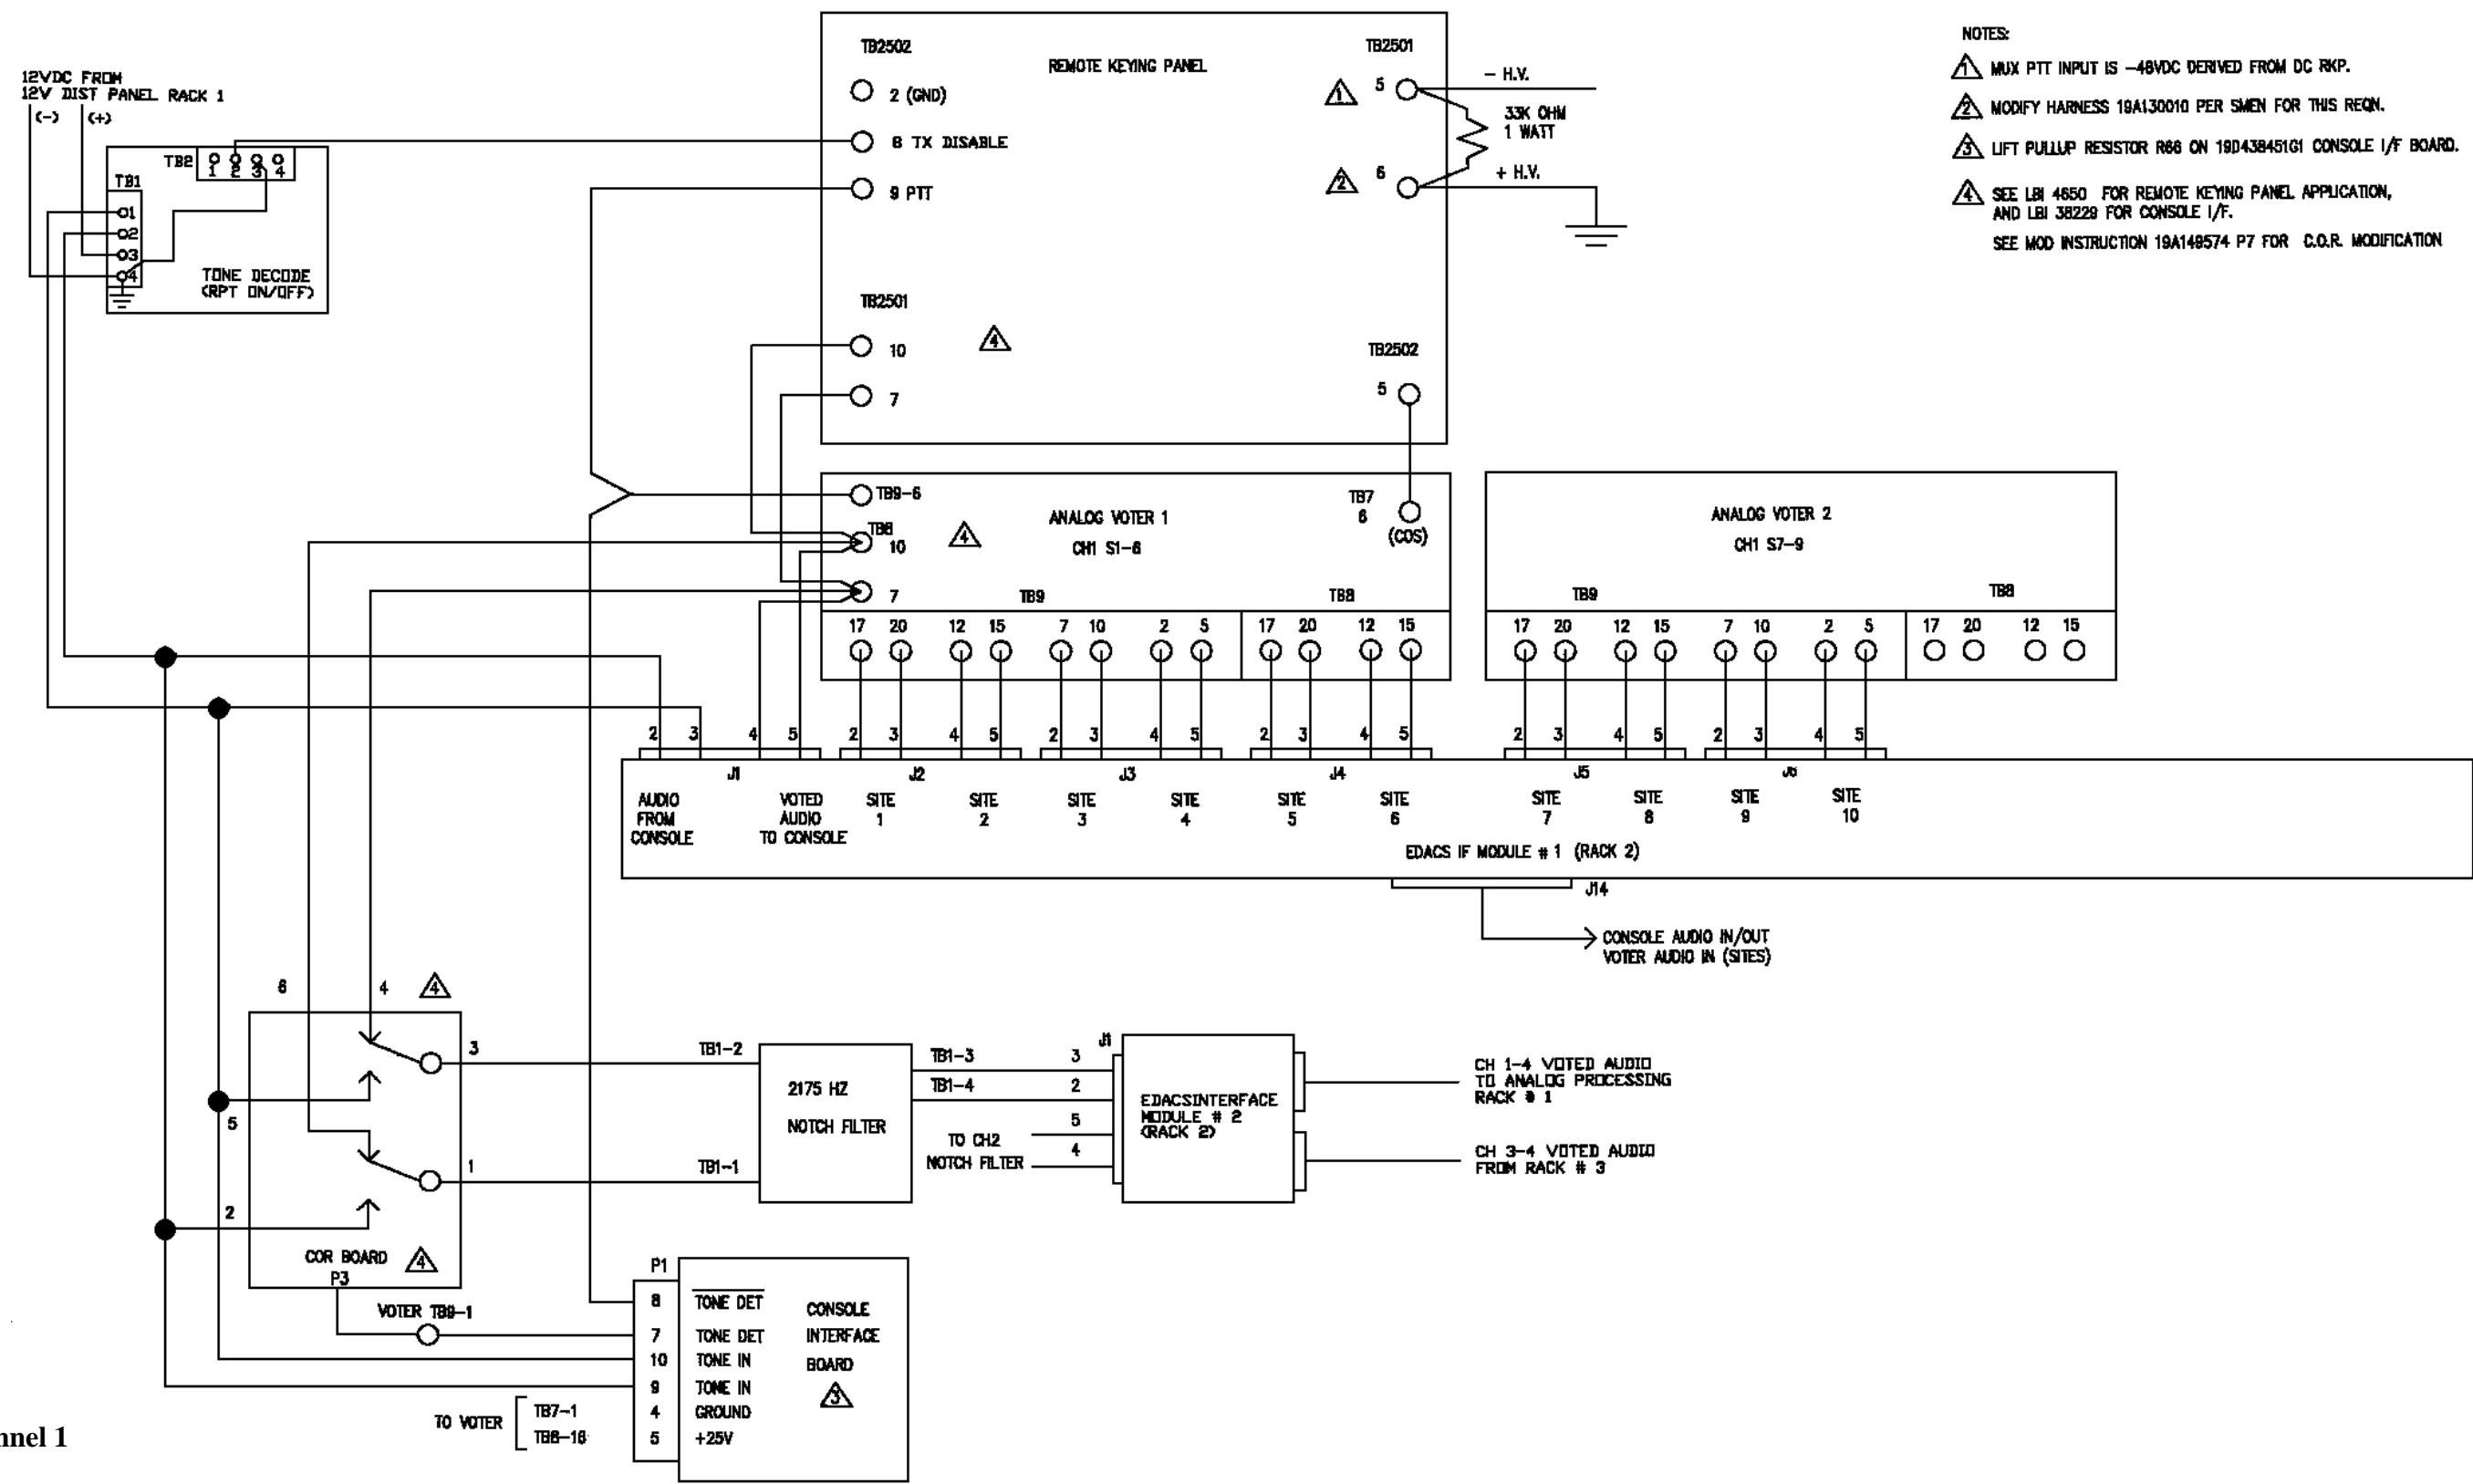 12VDC FROM
12V DIST PANEL RACK 1
(-)
(+)
TB2
1 2 3 4
TB1
1
2
3
4
TONE DECODE
(RPT ON/OFF)
TB2502
REMOTE KEYING PANEL
TB2501
2 (GND)
8 TX DISABLE
9 PTT
1
5
- H.V.
33K OHM
1 WATT
2
6
+ H.V.
TB2501
4
10
7
TB2502
5
NOTES:
1 MUX PTT INPUT IS -48VDC DERIVED FROM DC RKP.
2 MODIFY HARNESS 19A130010 PER SMEN FOR THIS REQN.
3 LIFT PULLUP RESISTOR R66 ON 19D438451G1 CONSOLE I/F BOARD.
4 SEE LBI 4650 FOR REMOTE KEYING PANEL APPLICATION,
AND LBI 38229 FOR CONSOLE I/F.
SEE MOD INSTRUCTION 19A149574 P7 FOR C.O.R. MODIFICATION
TB9-6
TB8
10
4
7
ANALOG VOTER 1
CH1 S1-6
TB7
6
(COS)
TB9
TB8
17 20 12 15 7 10 2 5 17 20 12 15
ANALOG VOTER 2
CH1 S7-9
TB9
TB8
17 20 12 15 7 10 2 5 17 20 12 15
2 3 4 5 2 3 4 5 2 3 4 5 2 3 4 5 2 3 4 5 2 3 4 5
J1 J2 J3 J4 J5 J6
AUDIO
FROM
CONSOLE
VOTED
AUDIO
TO CONSOLE
SITE
1
SITE
2
SITE
3
SITE
4
SITE
5
SITE
6
SITE
7
SITE
8
SITE
9
SITE
10
EDACS IF MODULE # 1 (RACK 2)
J14
CONSOLE AUDIO IN/OUT
VOTER AUDIO IN (SITES)
6
4
4
3
5
1
2
COR BOARD
4
P3
TB1-2
TB1-1
2175 HZ
NOTCH FILTER
TB1-3
TB1-4
3
2
5
4
TO CH2
NOTCH FILTER
J1
EDACSINTERFACE
MODULE # 2
(RACK 2)
CH 1-4 VOTED AUDIO
TO ANALOG PROCESSING
RACK # 1
CH 3-4 VOTED AUDIO
FROM RACK # 3
VOTER TB9-1
P1
8 TONE DET
7 TONE DET
10 TONE IN
9 TONE IN
4 GROUND
5 +25V
CONSOLE
INTERFACE
BOARD
3
TO VOTER
TB7-1
nnel 1